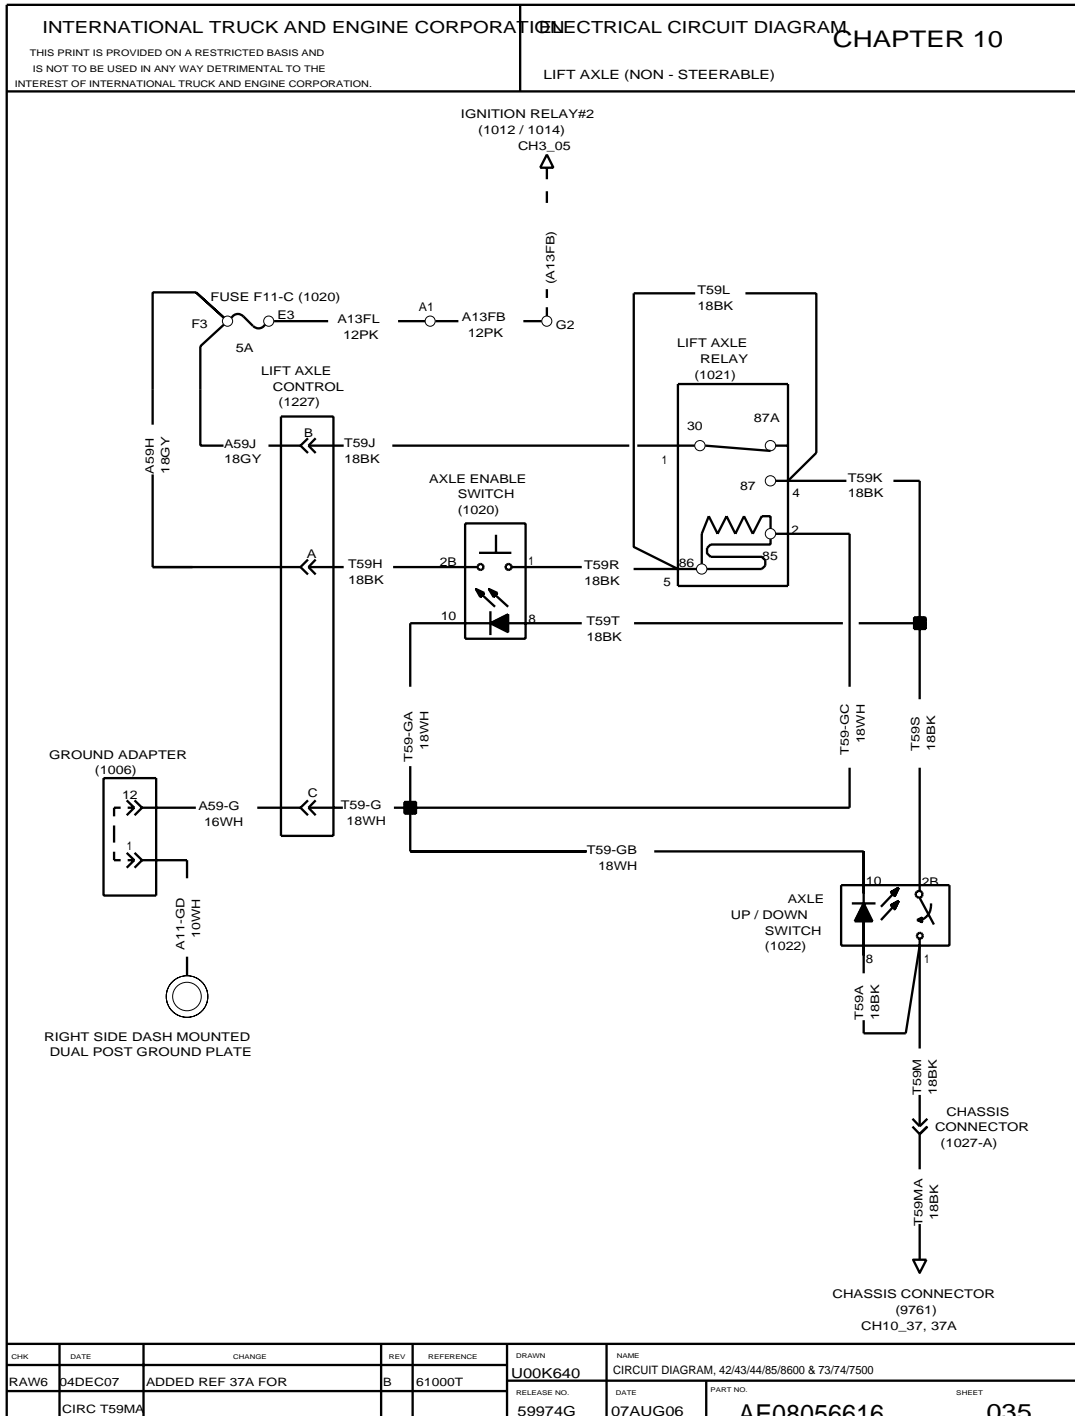 INTERNATIONAL TRUCK AND ENGINE CORPORATION
ELECTRICAL CIRCUIT DIAGRAM
CHAPTER 10
THIS PRINT IS PROVIDED ON A RESTRICTED BASIS AND
IS NOT TO BE USED IN ANY WAY DETRIMENTAL TO THE
INTEREST OF INTERNATIONAL TRUCK AND ENGINE CORPORATION.
LIFT AXLE (NON - STEERABLE)
IGNITION RELAY#2
(1012 / 1014)
CH3_05
(A13FB)
FUSE F11-C (1020)
F3
E3
5A
A13FL
12PK
A1
A13FB
12PK
G2
T59L
18BK
LIFT AXLE
RELAY
(1021)
LIFT AXLE
CONTROL
(1227)
30
87A
1
87
4
2
86
85
5
A59H
18GY
A59J
18GY
B
T59J
18BK
T59K
18BK
AXLE ENABLE
SWITCH
(1020)
A
T59H
18BK
2B
1
T59R
18BK
10
8
T59T
18BK
T59-GA
18WH
T59-GC
18WH
T59S
18BK
GROUND ADAPTER
(1006)
12
1
A59-G
16WH
C
T59-G
18WH
A11-GD
10WH
T59-GB
18WH
RIGHT SIDE DASH MOUNTED
DUAL POST GROUND PLATE
AXLE
UP / DOWN
SWITCH
(1022)
10
2B
8
1
T59A
18BK
T59M
18BK
CHASSIS
CONNECTOR
(1027-A)
T59MA
18BK
CHASSIS CONNECTOR
(9761)
CH10_37, 37A
CHK
DATE
CHANGE
REV
REFERENCE
DRAWN
NAME
RAW6
04DEC07
ADDED REF 37A FOR
B
61000T
U00K640
CIRCUIT DIAGRAM, 42/43/44/85/8600 & 73/74/7500
CIRC T59MA
RELEASE NO.
DATE
PART NO.
SHEET
59974G
07AUG06
AE08056616
035